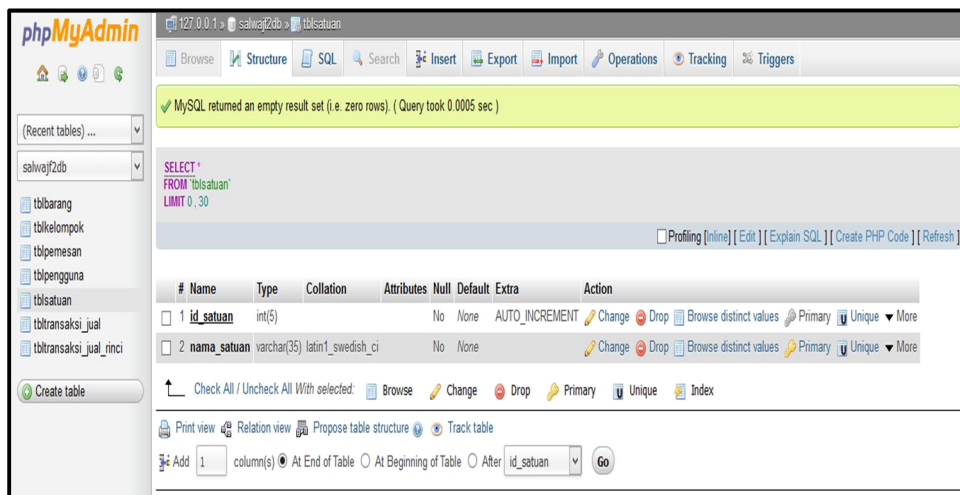 phpMyAdmin
(Recent tables) ...
salwajf2db
tblbarang
tblkelompok
tblpemesan
tblpengguna
tblsatuan
tbltransaksi_jual
tbltransaksi_jual_rinci
Create table
127.0.0.1 » salwajf2db » tblsatuan
Browse Structure SQL Search Insert Export Import Operations Tracking Triggers
MySQL returned an empty result set (i.e. zero rows). ( Query took 0.0005 sec )
SELECT *
FROM `tblsatuan`
LIMIT 0 , 30
Profiling [Inline] [ Edit ] [ Explain SQL ] [ Create PHP Code ] [ Refresh ]
# Name Type Collation Attributes Null Default Extra Action
1 id_satuan int(5) No None AUTO_INCREMENT Change Drop Browse distinct values Primary Unique More
2 nama_satuan varchar(35) latin1_swedish_ci No None Change Drop Browse distinct values Primary Unique More
Check All / Uncheck All With selected: Browse Change Drop Primary Unique Index
Print view Relation view Propose table structure Track table
Add 1 column(s) At End of Table At Beginning of Table After id_satuan Go